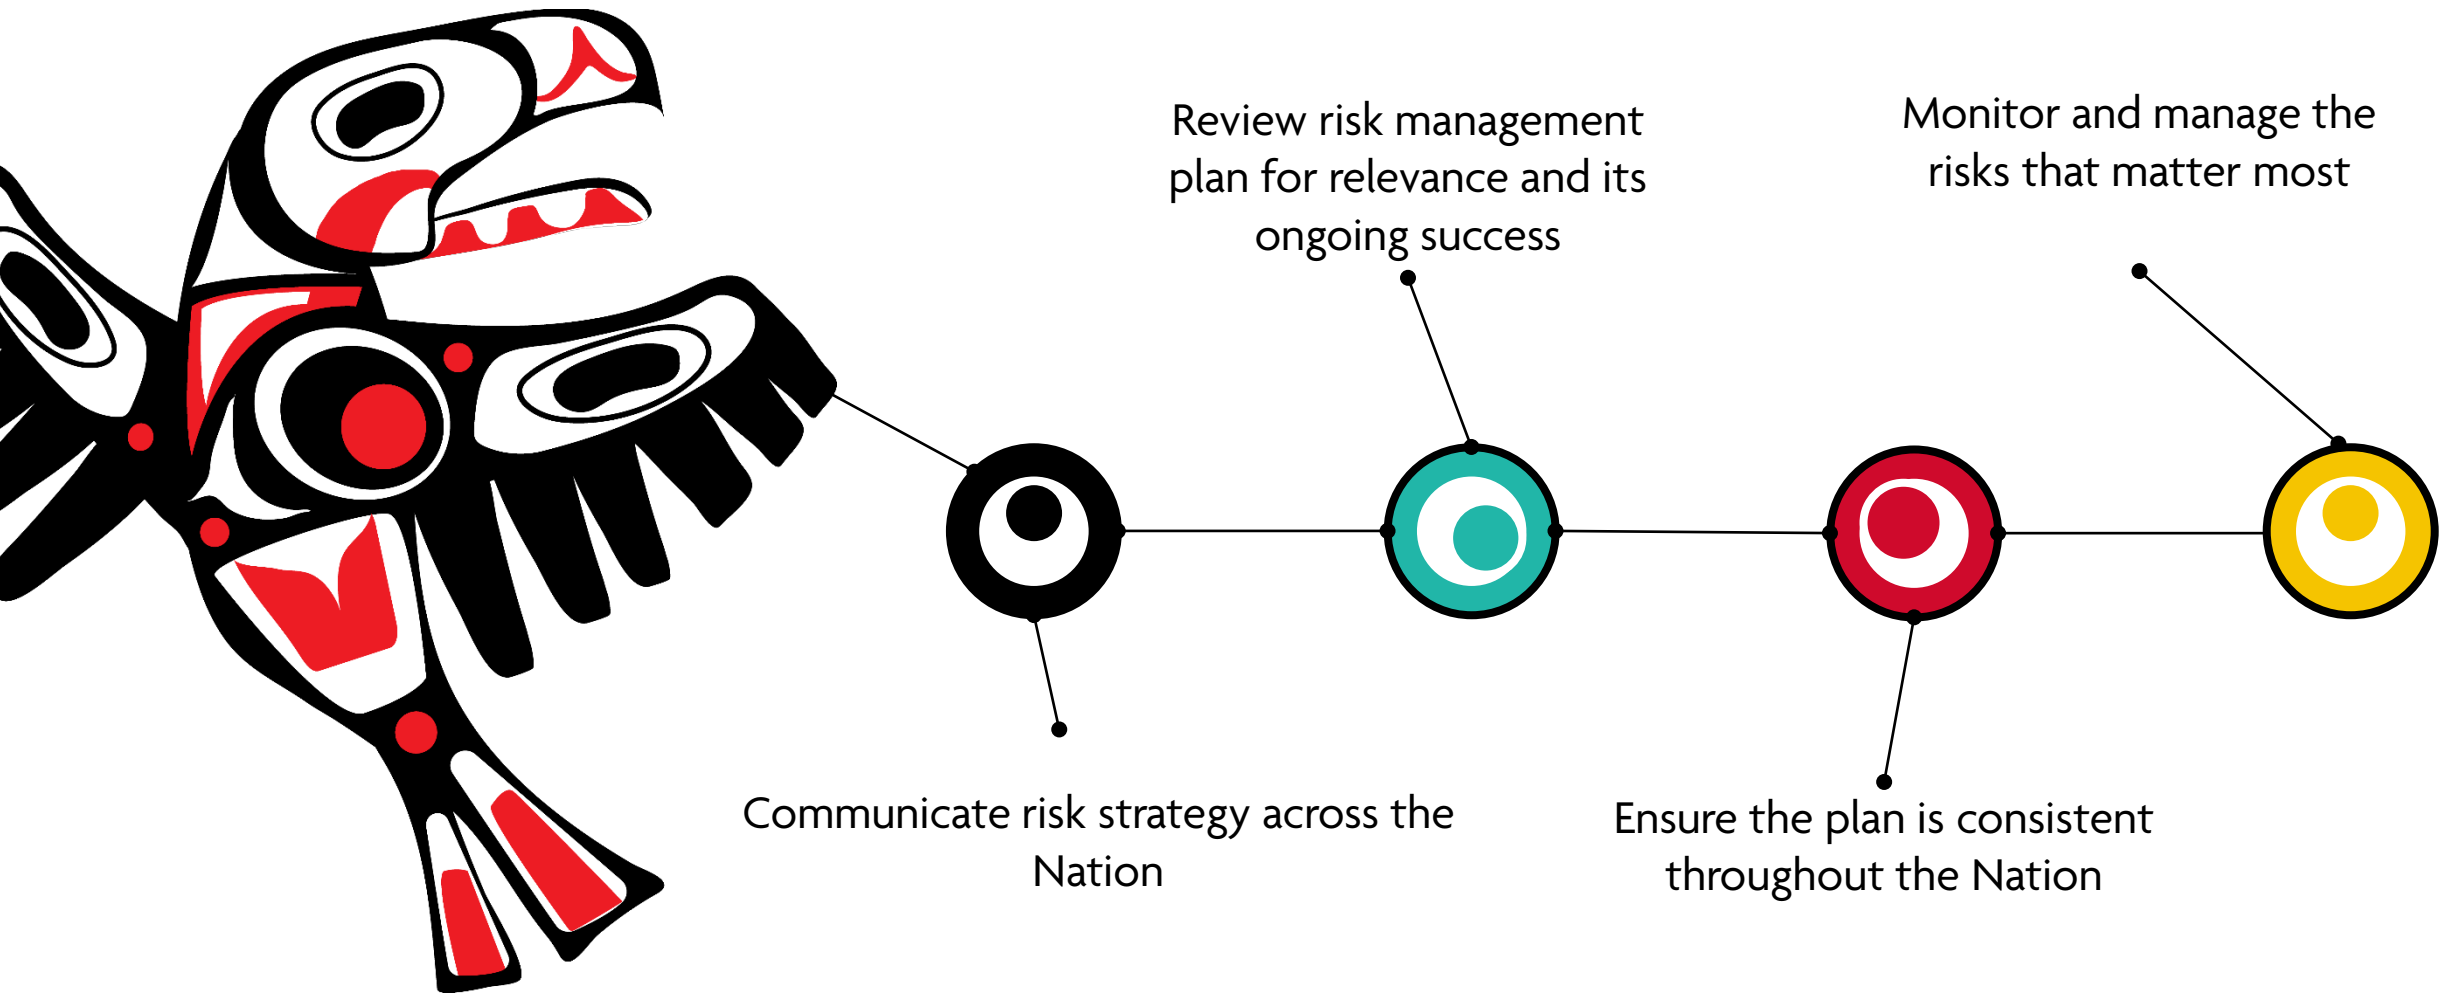 Review risk management
plan for relevance and its
ongoing success
Monitor and manage the
risks that matter most
Communicate risk strategy across the
Nation
Ensure the plan is consistent
throughout the Nation